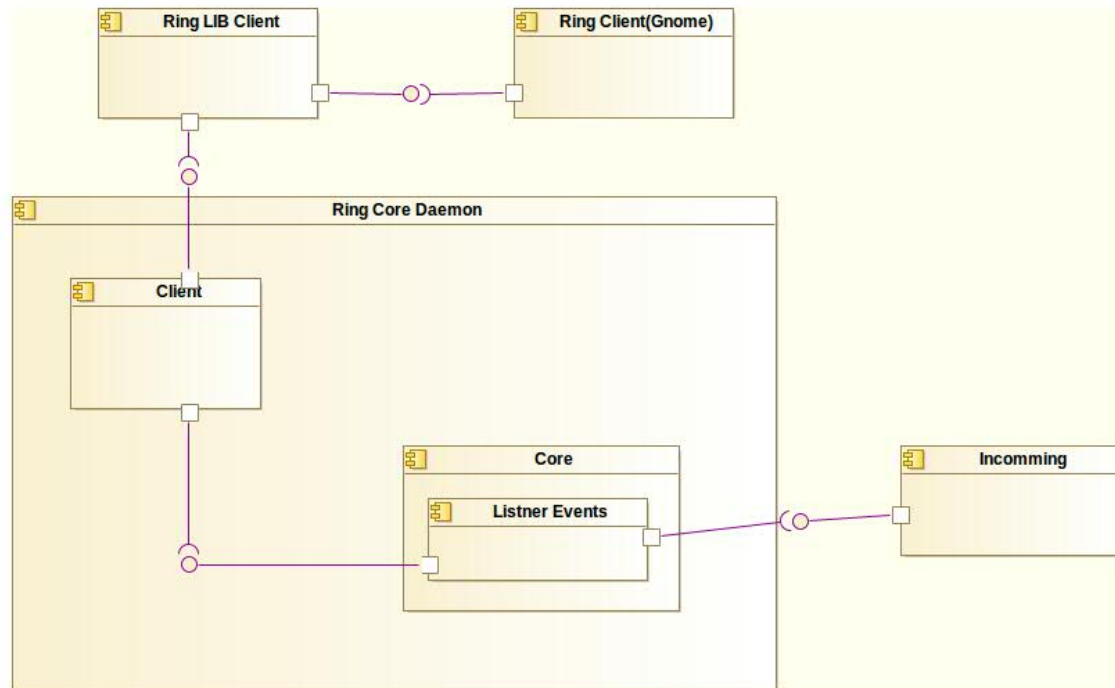 Ring LIB Client
Ring Client(Gnome)
Ring Core Daemon
Client
Core
Incomming
Listner Events